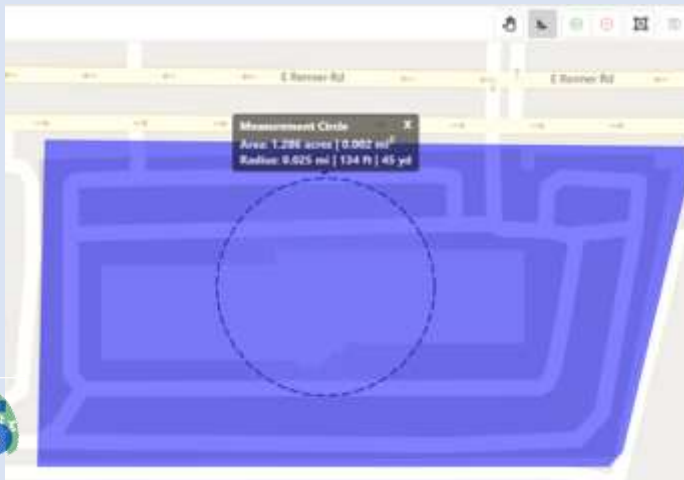 E Renner Rd
E Renner Rd
Measurement Circle X
Area: 1.286 acres | 0.002 mi²
Radius: 0.025 mi | 134 ft | 45 yd